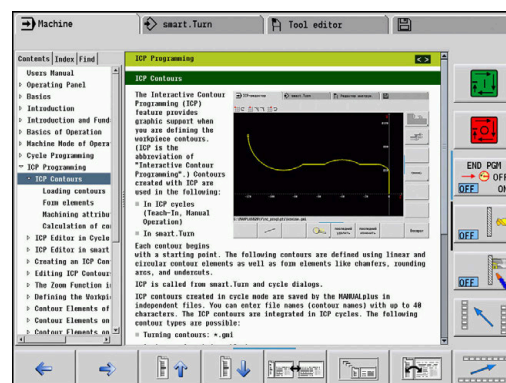 Machine
smart.Turn
Tool editor
Contents Index Find
ICP Programming
Users Manual
Operating Panel
Basics
Introduction
Introduction and Fund
Basics of Operation
Machine Mode of Opera
Cycle Programming
ICP Programming
ICP Contours
Loading contours
Form elements
Machining attribu
Calculation of co
ICP Editor in Cycle
ICP Editor in smart
Creating an ICP Con
Editing ICP Contour
The Zoom Function i
Defining the Workpi
Contour Elements of
Contour Elements on
Contour Elements on
ICP Contours
The Interactive Contour
Programming (ICP)
feature provides
graphic support when
you are defining the
workpiece contours.
(ICP is the
abbreviation of
"Interactive Contour
Programming".) Contours
created with ICP are
used in the following:
In ICP cycles
(Teach-In, Manual
Operation)
In smart.Turn
Each contour begins
with a starting point. The following contours are defined using linear and
circular contour elements as well as form elements like chamfers, rounding
arcs, and undercuts.
ICP is called from smart.Turn and cycle dialogs.
ICP contours created in cycle mode are saved by the MANUALplus in
independent files. You can enter file names (contour names) with up to 40
characters. The ICP contours are integrated in ICP cycles. The following
contour types are possible:
Turning contours: *.gmi
END PGM
OFF
OFF ON
OFF
OFF